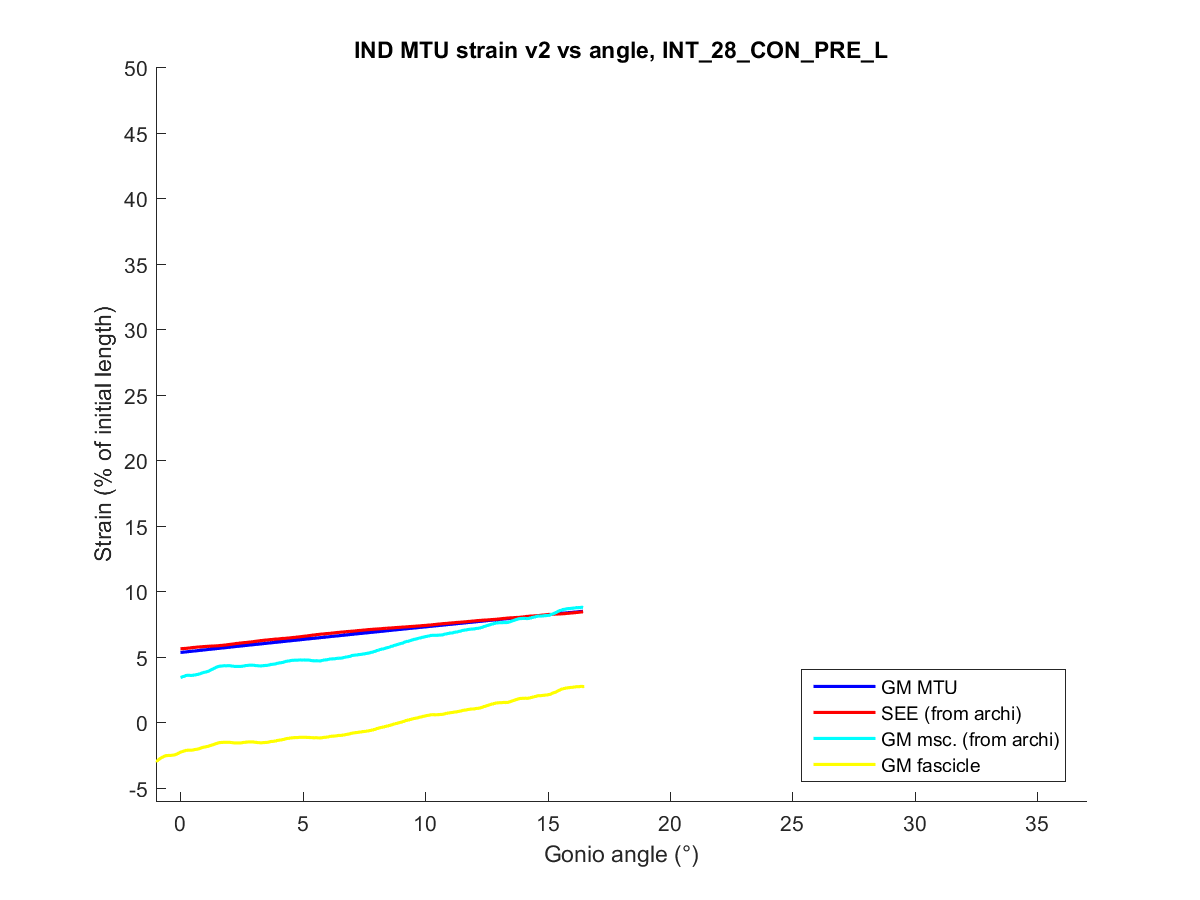 IND MTU strain v2 vs angle, INT_28_CON_PRE_L
50
45
40
35
30
25
20
15
10
5
0
-5
Strain (% of initial length)
GM MTU
SEE (from archi)
GM msc. (from archi)
GM fascicle
0 5 10 15 20 25 30 35
Gonio angle (°)